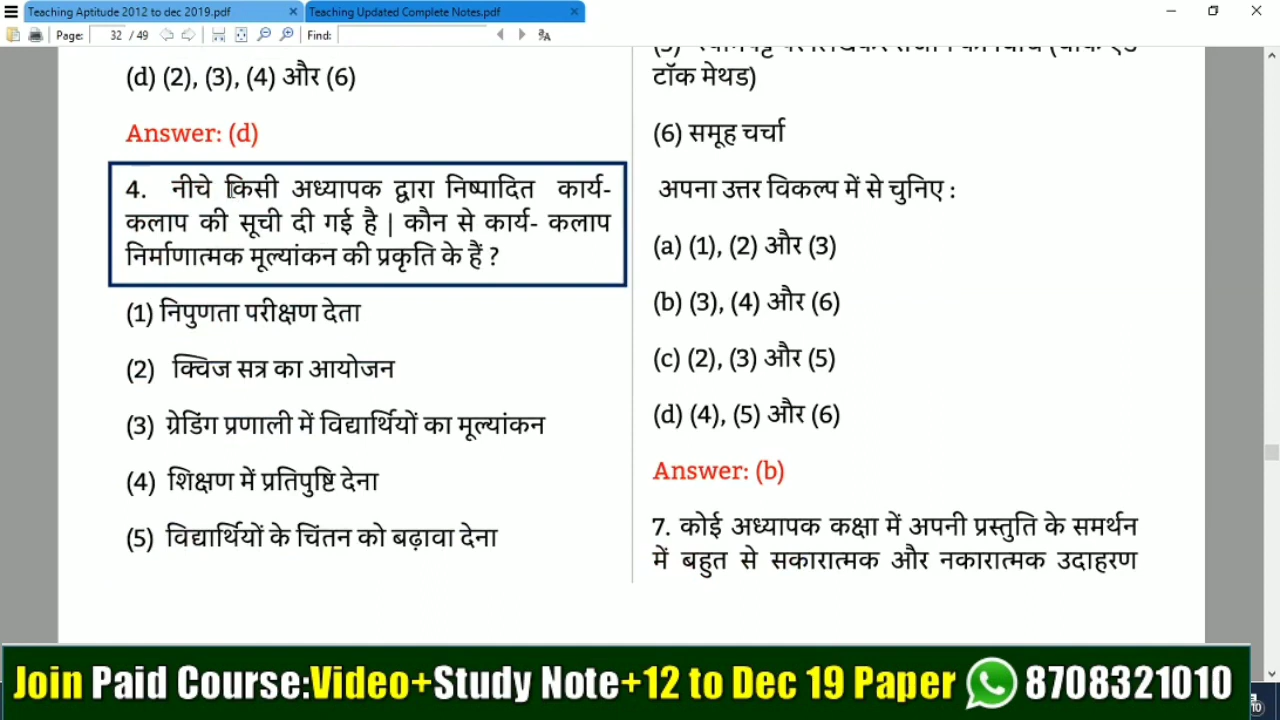 Teaching Aptitude 2012 to dec 2019.pdf
Teaching Updated Complete Notes.pdf
Page: 32 / 49 Find:
(d) (2), (3), (4) और (6)
Answer: (d)
4. नीचे किसी अध्यापक द्वारा निष्पादित कार्य-
कलाप की सूची दी गई है | कौन से कार्य- कलाप
निर्माणात्मक मूल्यांकन की प्रकृति के हैं ?
(1) निपुणता परीक्षण देता
(2) क्विज सत्र का आयोजन
(3) ग्रेडिंग प्रणाली में विद्यार्थियों का मूल्यांकन
(4) शिक्षण में प्रतिपुष्टि देना
(5) विद्यार्थियों के चिंतन को बढ़ावा देना
टॉक मेथड)
(6) समूह चर्चा
अपना उत्तर विकल्प में से चुनिए :
(a) (1), (2) और (3)
(b) (3), (4) और (6)
(c) (2), (3) और (5)
(d) (4), (5) और (6)
Answer: (b)
7. कोई अध्यापक कक्षा में अपनी प्रस्तुति के समर्थन
में बहुत से सकारात्मक और नकारात्मक उदाहरण
Join Paid Course:Video+Study Note+12 to Dec 19 Paper 8708321010